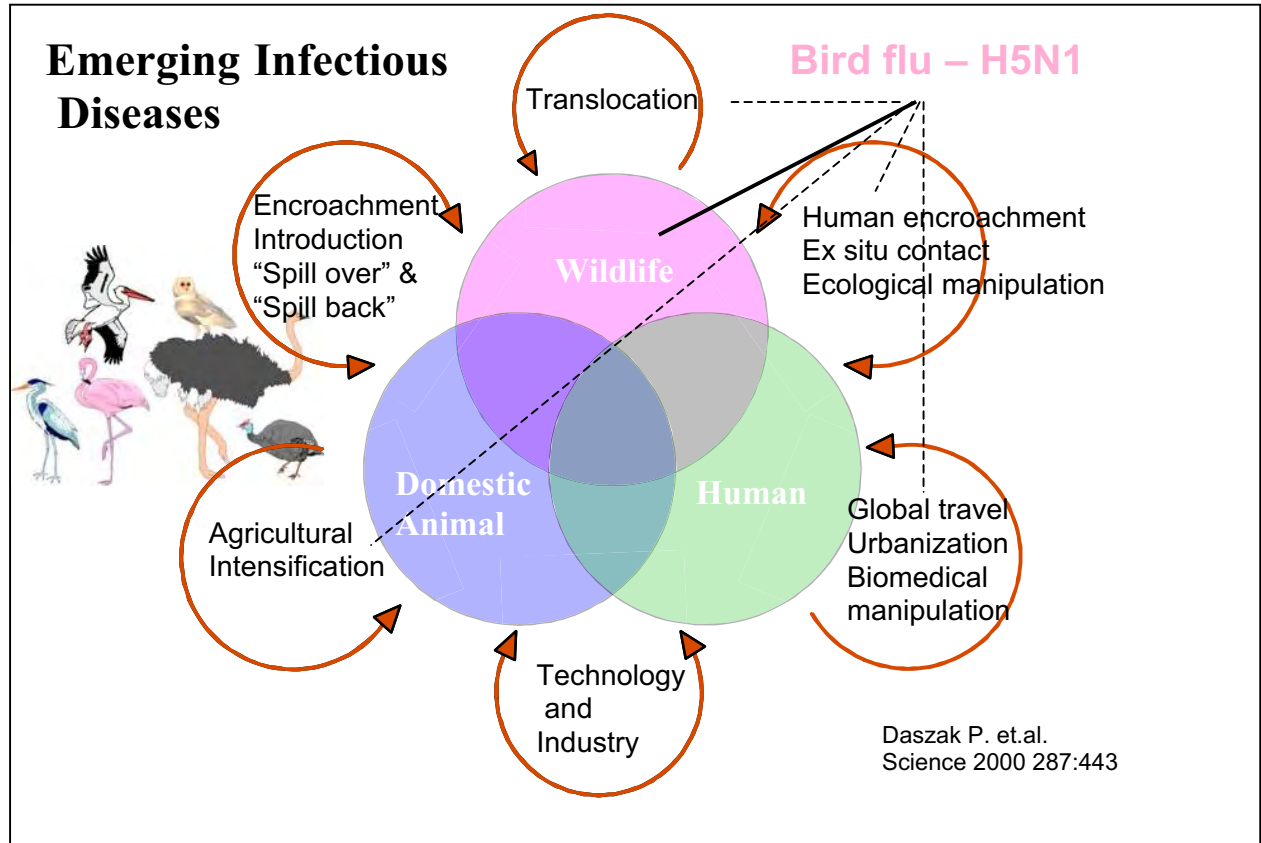 Emerging Infectious
Diseases
Bird flu – H5N1
Translocation
Encroachment
Introduction
“Spill over” &
“Spill back”
Human encroachment
Ex situ contact
Ecological manipulation
Wildlife
Domestic
Animal
Human
Agricultural
Intensification
Global travel
Urbanization
Biomedical
manipulation
Technology
and
Industry
Daszak P. et.al.
Science 2000 287:443